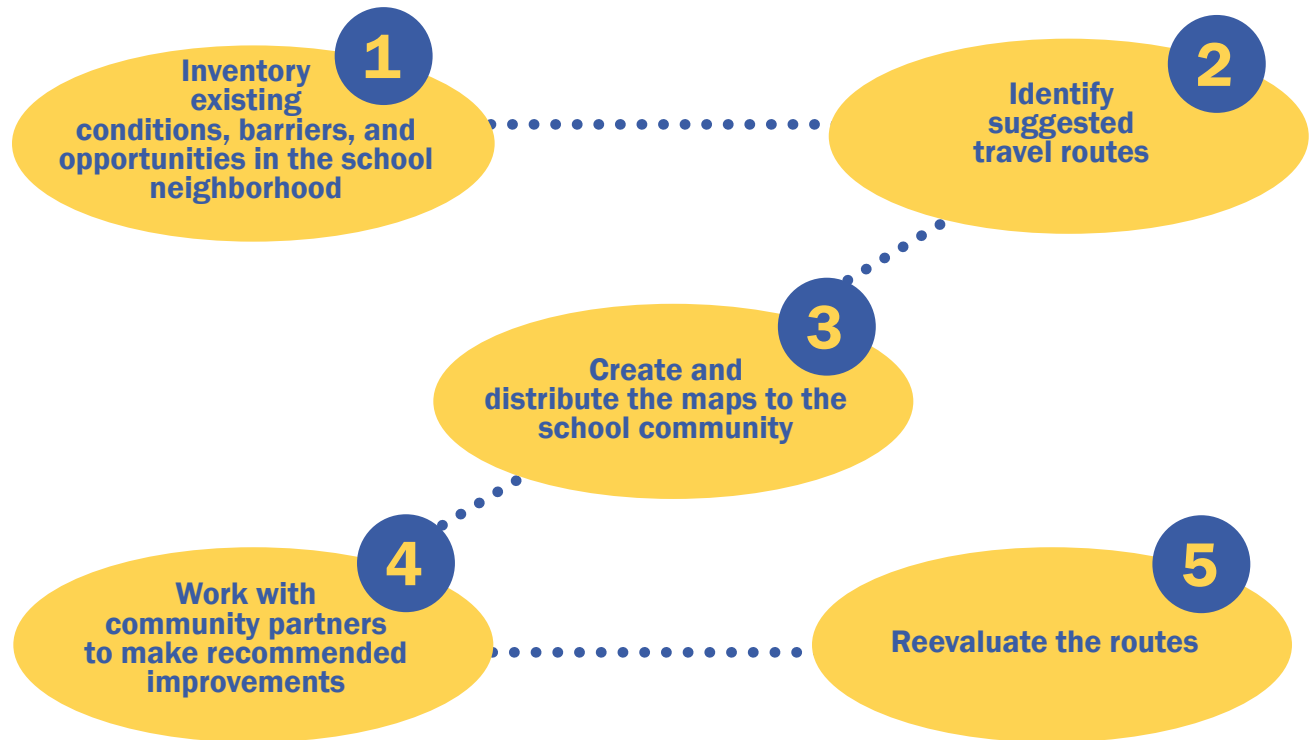 1
Inventory
existing
conditions, barriers, and
opportunities in the school
neighborhood
2
Identify
suggested
travel routes
3
Create and
distribute the maps to the
school community
4
Work with
community partners
to make recommended
improvements
5
Reevaluate the routes